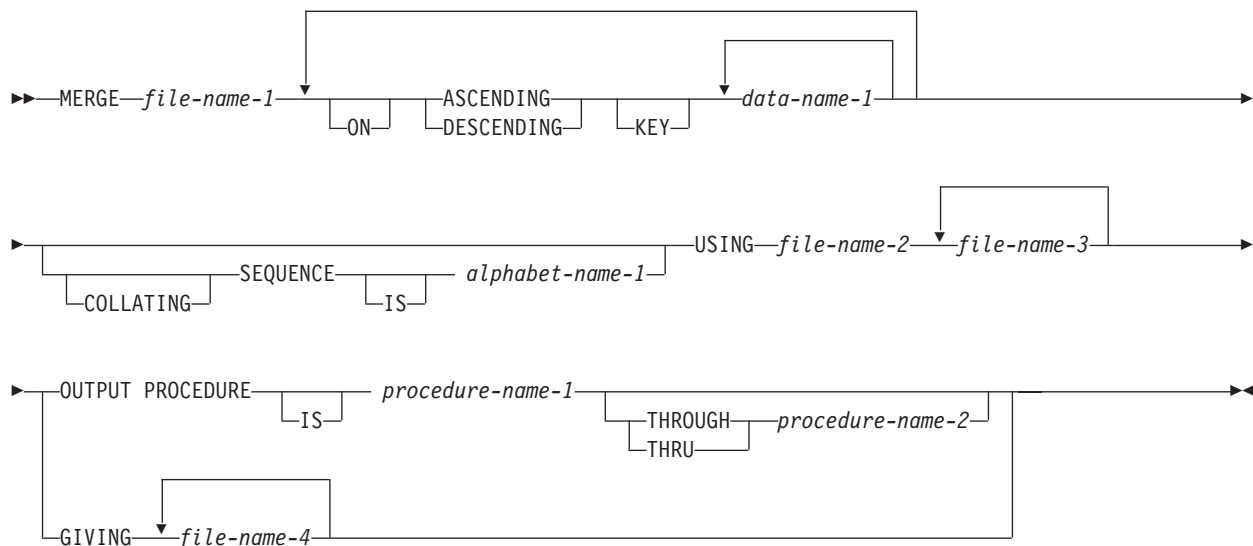 MERGE file-name-1 ASCENDING data-name-1
ON DESCENDING KEY
SEQUENCE alphabet-name-1 USING file-name-2 file-name-3
COLLATING IS
OUTPUT PROCEDURE procedure-name-1 THROUGH procedure-name-2
IS THRU
GIVING file-name-4